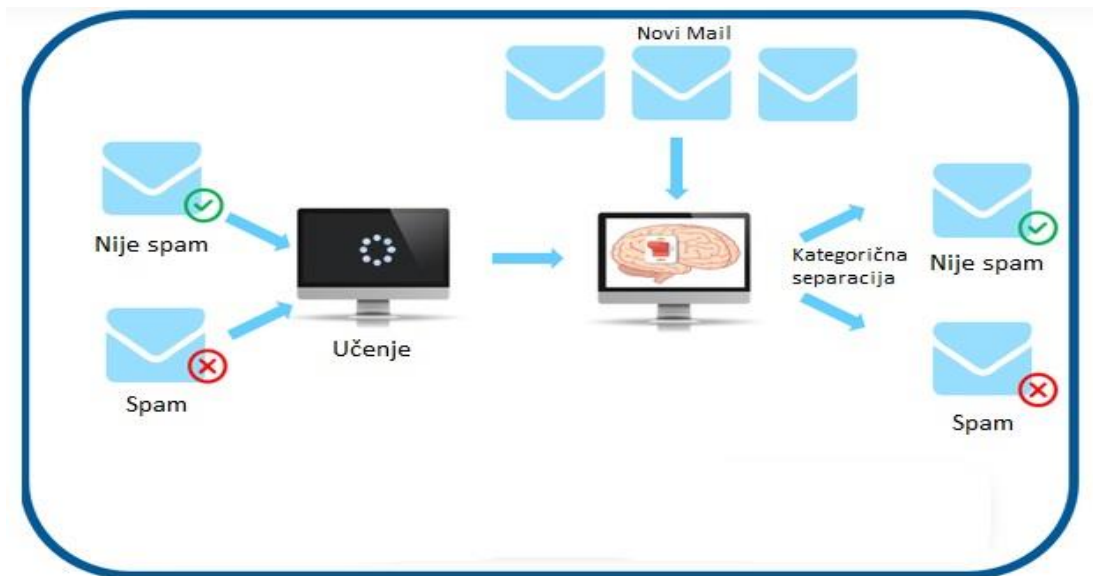 Novi Mail
Nije spam
Spam
Učenje
Kategorična
separacija
Nije spam
Spam